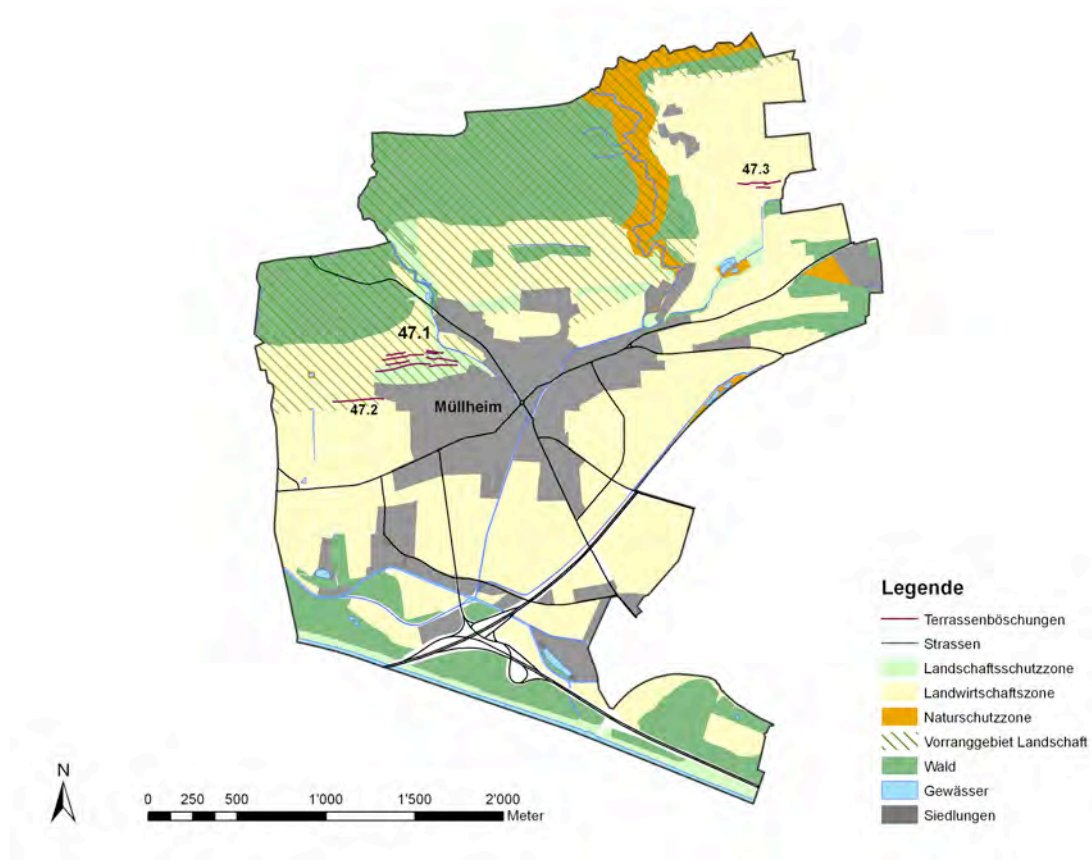 47.3
47.1
47.2
Müllheim
Legende
Terrassenböschungen
Strassen
Landschaftsschutzzone
Landwirtschaftszone
Naturschutzzone
Vorranggebiet Landschaft
Wald
Gewässer
Siedlungen
N
0 250 500 1'000 1'500 2'000
Meter